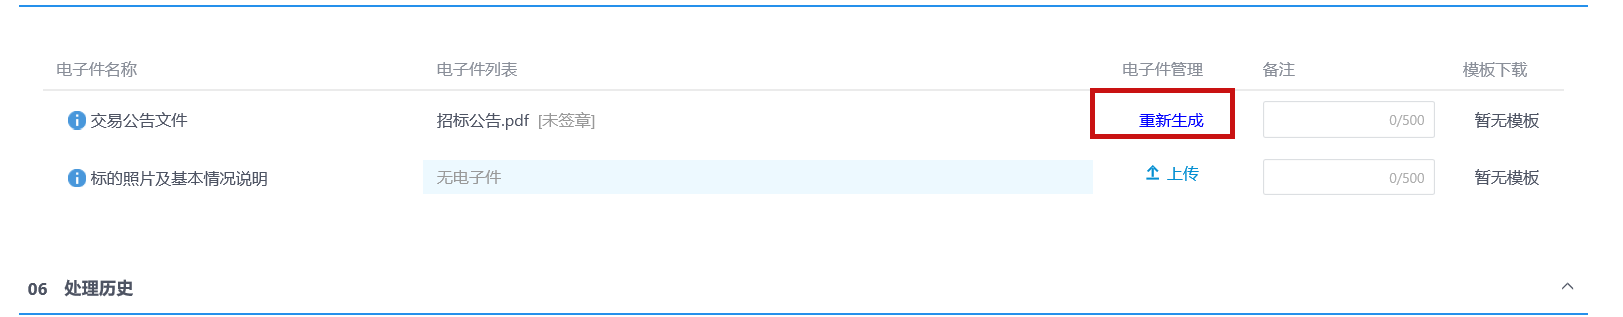 电子件名称 电子件列表 电子件管理 备注 模板下载
交易公告文件 招标公告.pdf [未签章] 重新生成 0/500 暂无模板
标的照片及基本情况说明 无电子件 上传 0/500 暂无模板
06 处理历史